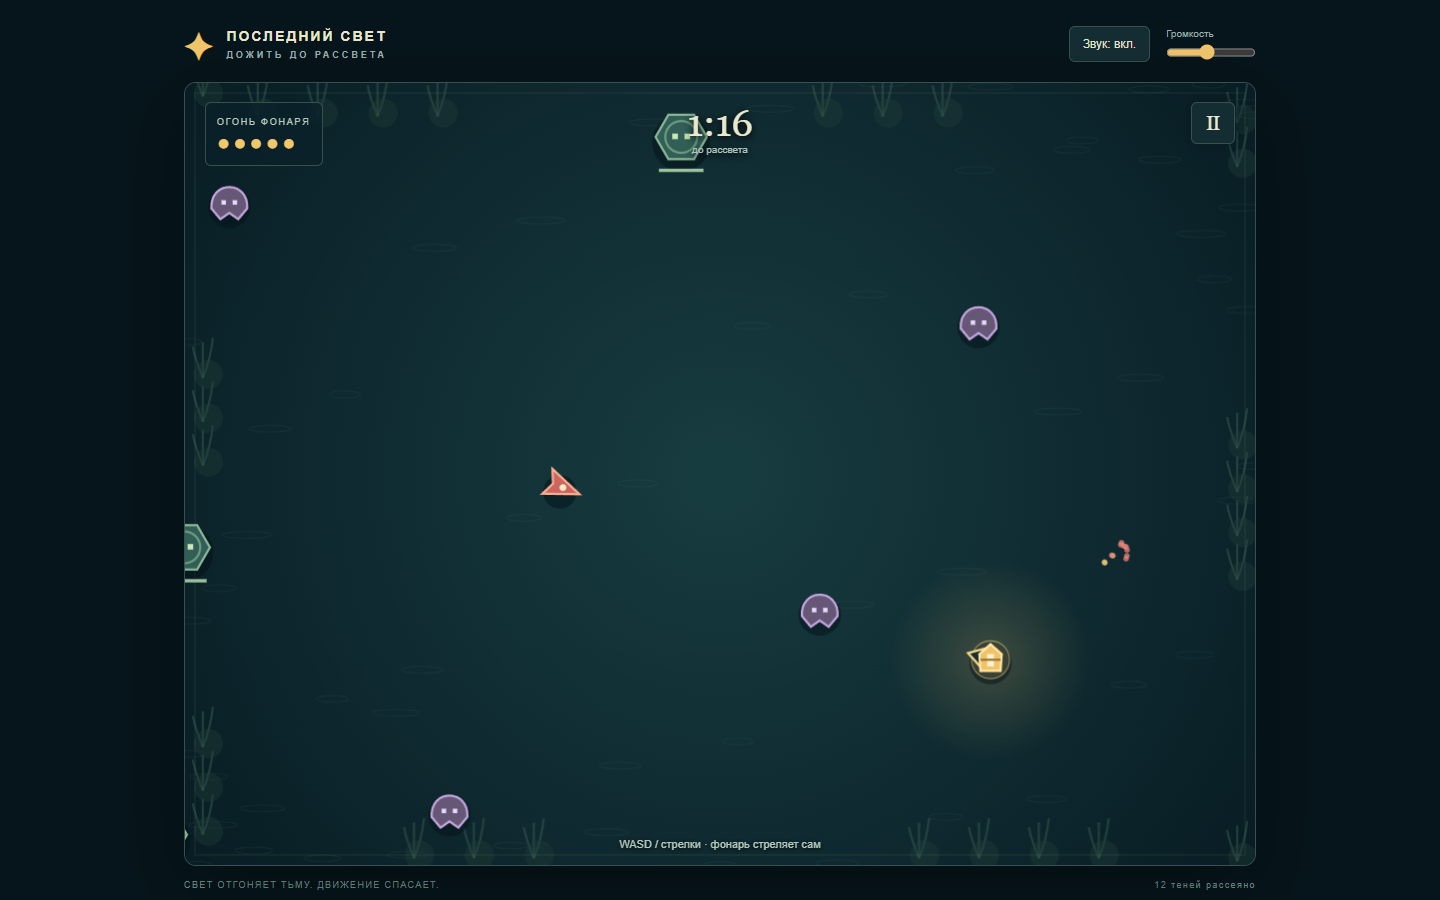 ПОСЛЕДНИЙ СВЕТ
ДОЖИТЬ ДО РАССВЕТА
Звук: вкл.
Громкость
ОГОНЬ ФОНАРЯ
1:16
до рассвета
II
WASD / стрелки · фонарь стреляет сам
СВЕТ ОТГОНЯЕТ ТЬМУ. ДВИЖЕНИЕ СПАСАЕТ.
12 теней рассеяно